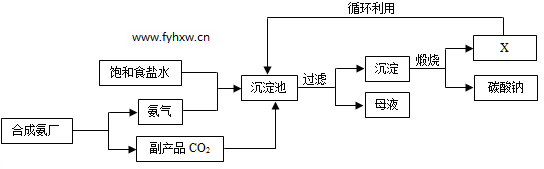 循环利用
www.fyhxw.cn
饱和食盐水
沉淀池
过滤
沉淀
煅烧
X
碳酸钠
母液
合成氨厂
氨气
副产品 CO₂